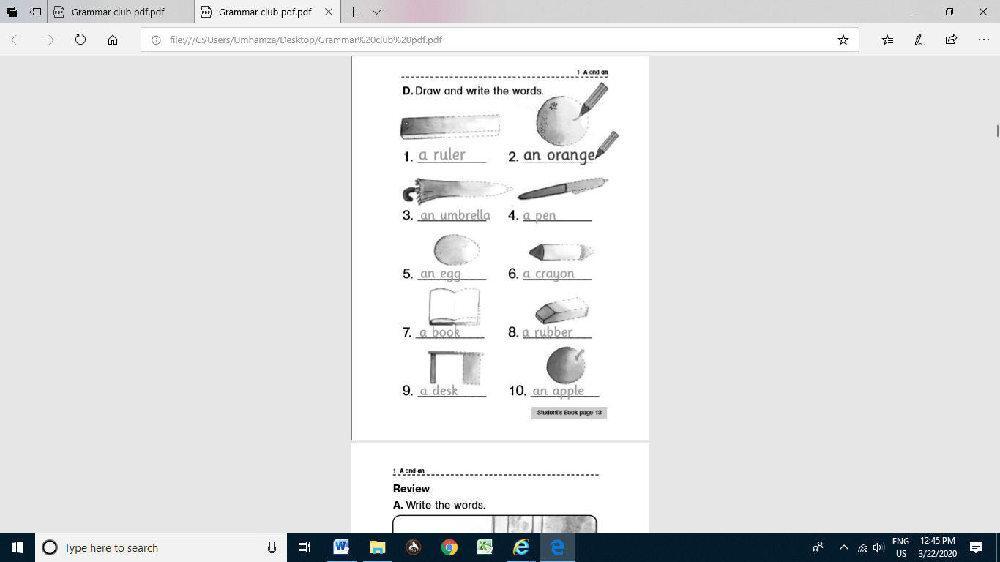 Grammar club pdf.pdf Grammar club pdf.pdf
file:///C:/Users/Umhamza/Desktop/Grammar%20club%20pdf.pdf
1 A and an
D. Draw and write the words.
1. a ruler 2. an orange
3. an umbrella 4. a pen
5. an egg 6. a crayon
7. a book 8. a rubber
9. a desk 10. an apple
Student's Book page 13
1 A and an
Review
A. Write the words.
Type here to search
ENG 12:45 PM
US 3/22/2020